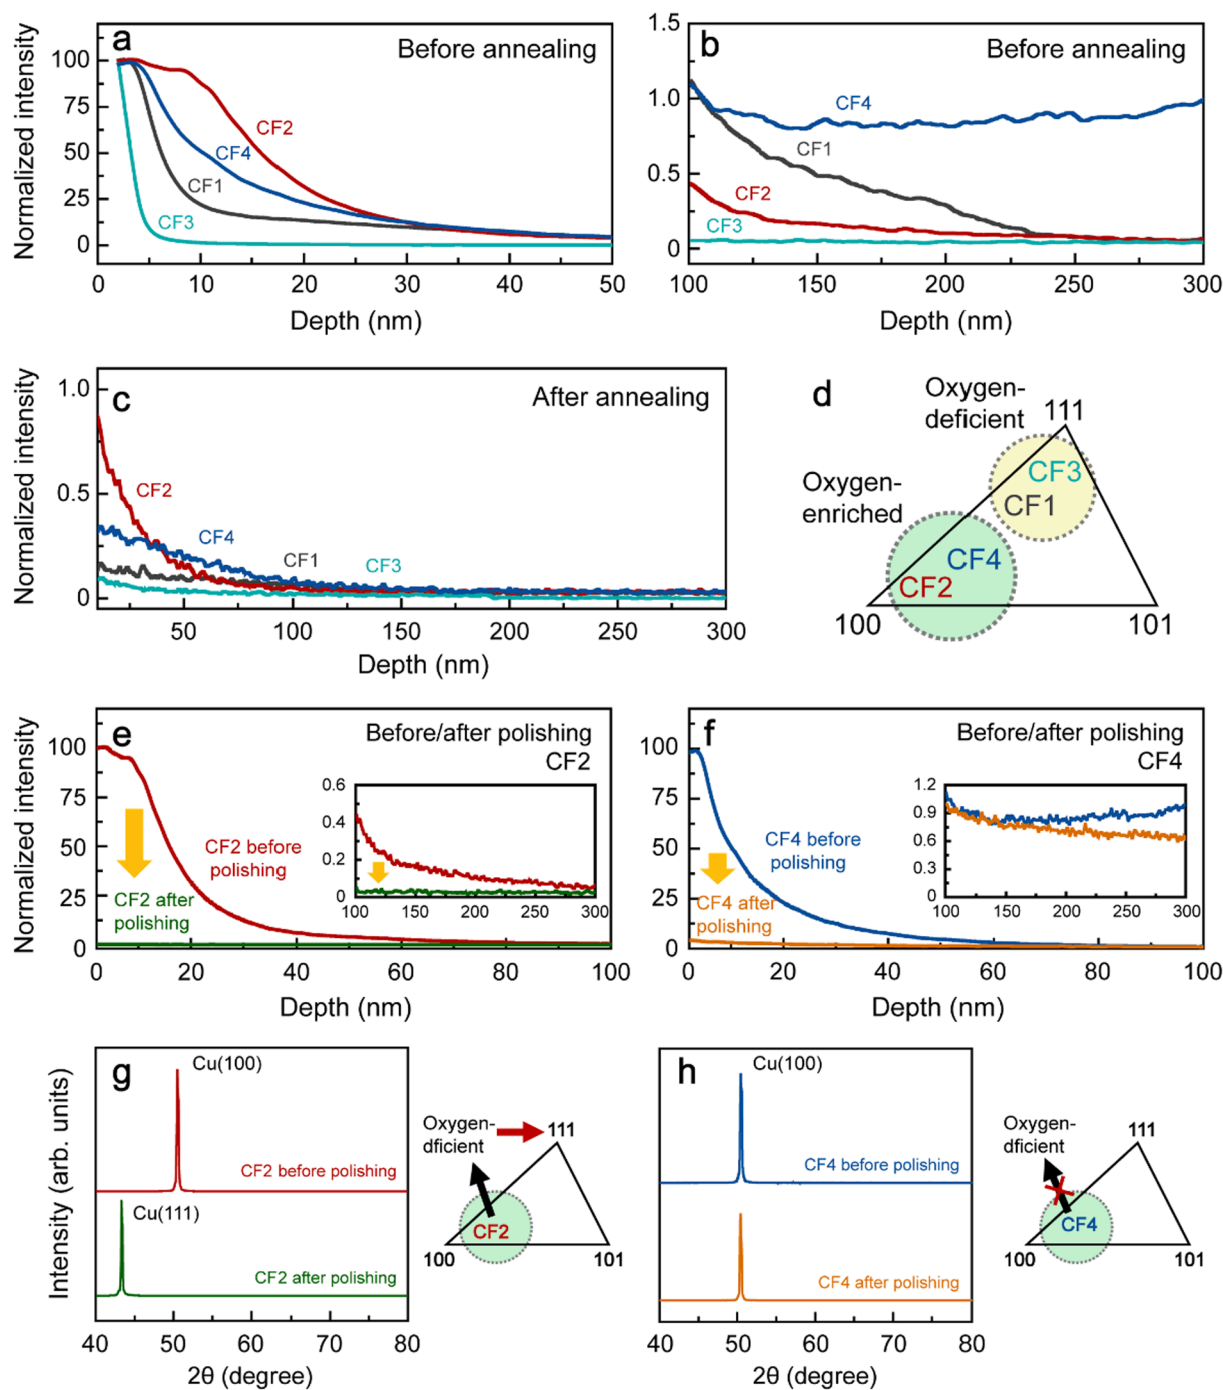 a
Before annealing
Normalized intensity
100
75
50
25
0
CF2
CF4
CF1
CF3
0
10
20
30
40
50
Depth (nm)
b
Before annealing
1.5
1.0
0.5
0
CF4
CF1
CF2
CF3
100
150
200
250
300
Depth (nm)
c
After annealing
Normalized intensity
1.0
0.5
0
CF2
CF4
CF1
CF3
50
100
150
200
250
300
Depth (nm)
d
Oxygen-
deficient
111
Oxygen-
enriched
CF3
CF1
CF4
CF2
100
101
e
Before/after polishing
CF2
Normalized intensity
100
75
50
25
0
CF2 before
polishing
CF2 after
polishing
0.6
0.4
0.2
0
100
150
200
250
300
0
20
40
60
80
100
Depth (nm)
f
Before/after polishing
CF4
100
75
50
25
0
CF4 before
polishing
CF4 after
polishing
1.2
0.9
0.6
0.3
0
100
150
200
250
300
0
20
40
60
80
100
Depth (nm)
g
Cu(100)
Intensity (arb. units)
CF2 before polishing
Cu(111)
CF2 after polishing
40
50
60
70
80
2θ (degree)
Oxygen-
dficient
111
CF2
100
101
h
Cu(100)
CF4 before polishing
CF4 after polishing
40
50
60
70
80
2θ (degree)
Oxygen-
dficient
111
CF4
100
101